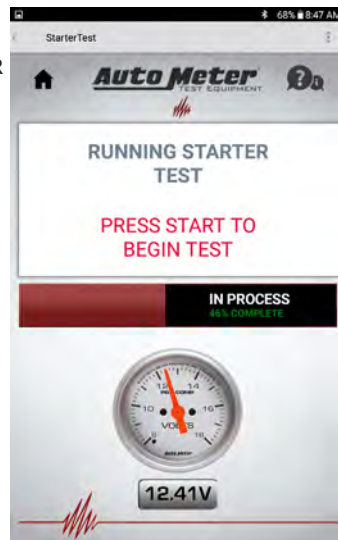 R
68% 8:47 AM
StarterTest
Auto Meter
TEST EQUIPMENT
?
RUNNING STARTER
TEST
PRESS START TO
BEGIN TEST
IN PROCESS
46% COMPLETE
12 14
10 16
VOLTS
8 18
12.41V